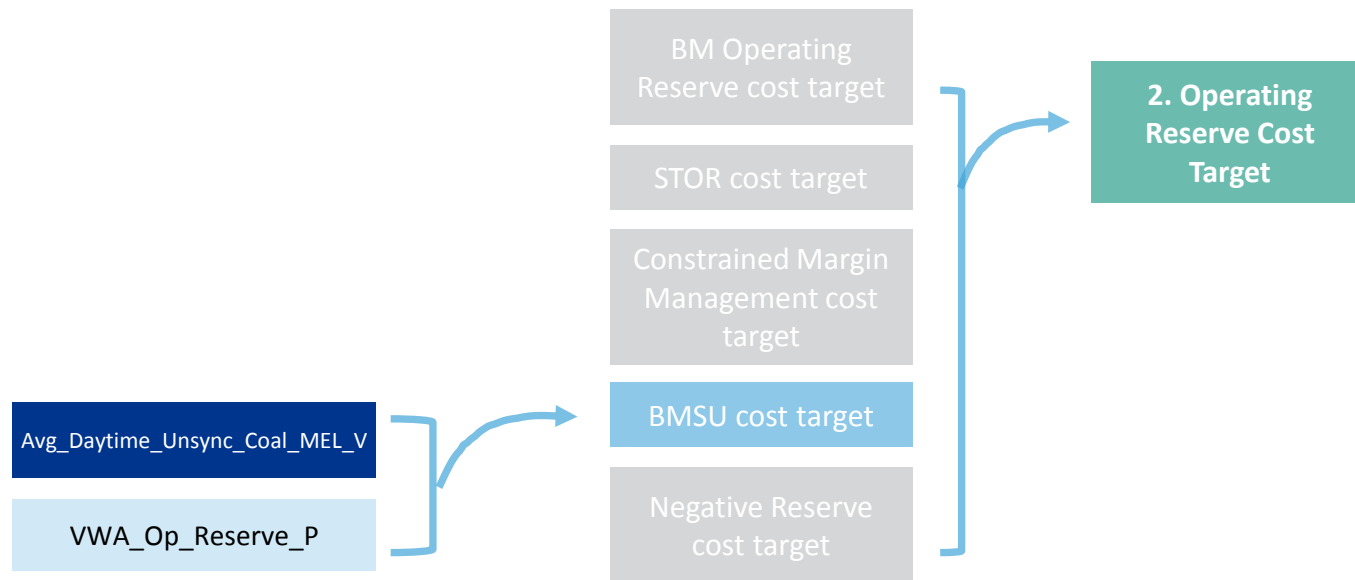 BM Operating
Reserve cost target
2. Operating
Reserve Cost
Target
STOR cost target
Constrained Margin
Management cost
target
BMSU cost target
Avg_Daytime_Unsync_Coal_MEL_V
VWA_Op_Reserve_P
Negative Reserve
cost target